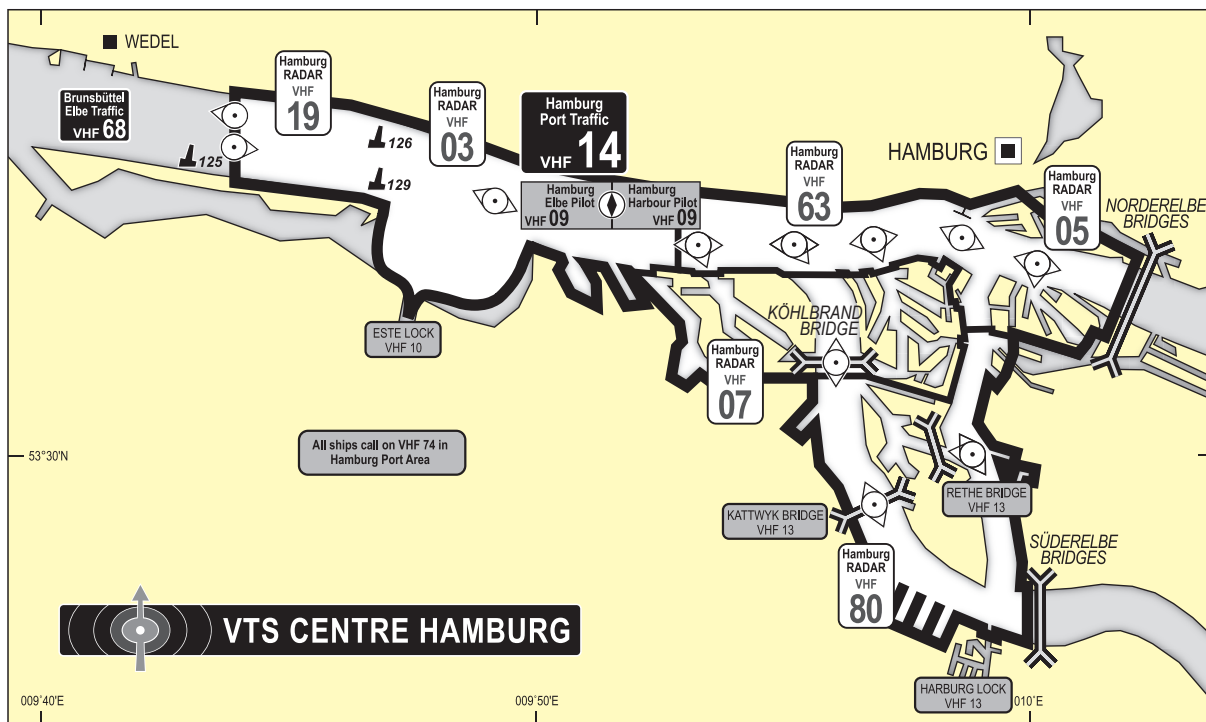 WEDEL
Brunsbüttel
Elbe Traffic
VHF 68
Hamburg
RADAR
VHF
19
Hamburg
RADAR
VHF
03
Hamburg
Port Traffic
VHF 14
Hamburg
Elbe Pilot
VHF 09
Hamburg
Harbour Pilot
VHF 09
Hamburg
RADAR
VHF
63
HAMBURG
Hamburg
RADAR
VHF
05
NORDERELBE
BRIDGES
125
126
129
ESTE LOCK
VHF 10
KÖHLBRAND
BRIDGE
Hamburg
RADAR
VHF
07
All ships call on VHF 74 in
Hamburg Port Area
53°30'N
KATTWYK BRIDGE
VHF 13
RETHE BRIDGE
VHF 13
SÜDERELBE
BRIDGES
Hamburg
RADAR
VHF
80
VTS CENTRE HAMBURG
HARBURG LOCK
VHF 13
009°40'E
009°50'E
010°E